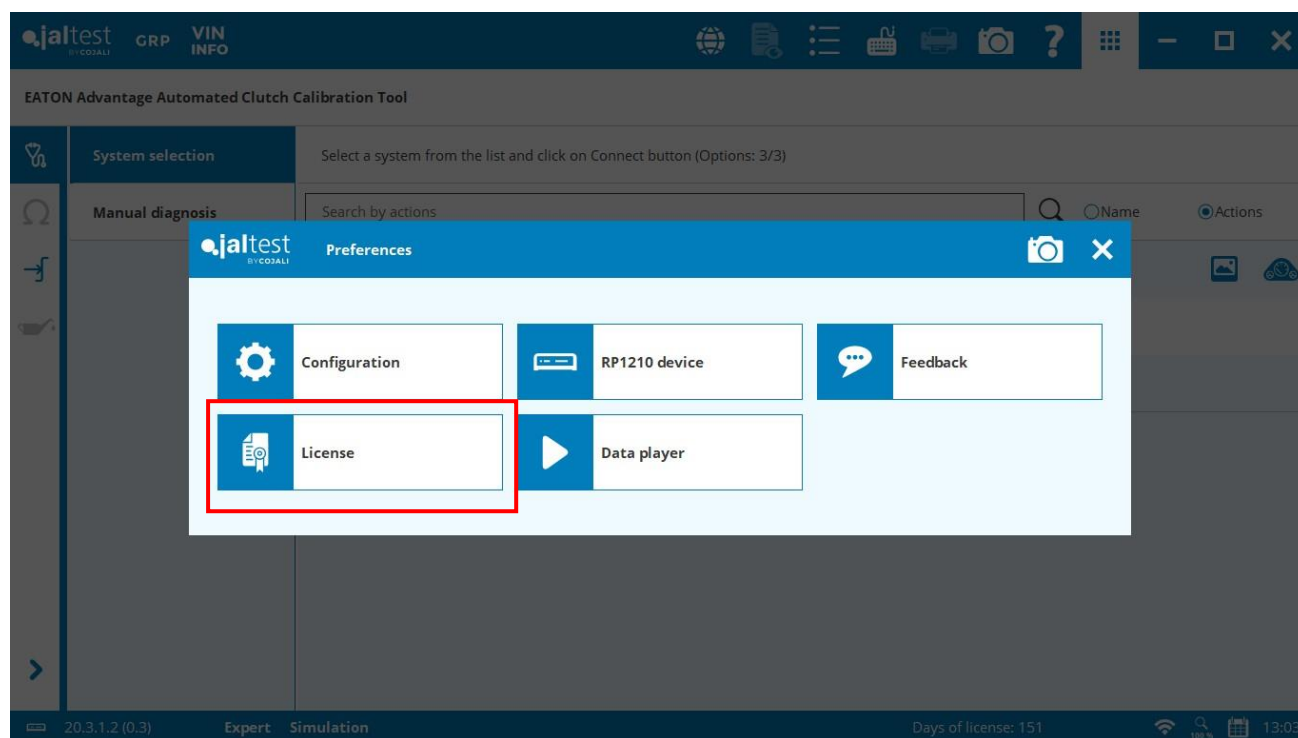 jaltest GRP VIN INFO
BY COJALI
EATON Advantage Automated Clutch Calibration Tool
System selection
Select a system from the list and click on Connect button (Options: 3/3)
Manual diagnosis
Search by actions
Name
Actions
jaltest Preferences
BY COJALI
Configuration
RP1210 device
Feedback
License
Data player
20.3.1.2 (0.3) Expert Simulation Days of license: 151 100 % 13:03